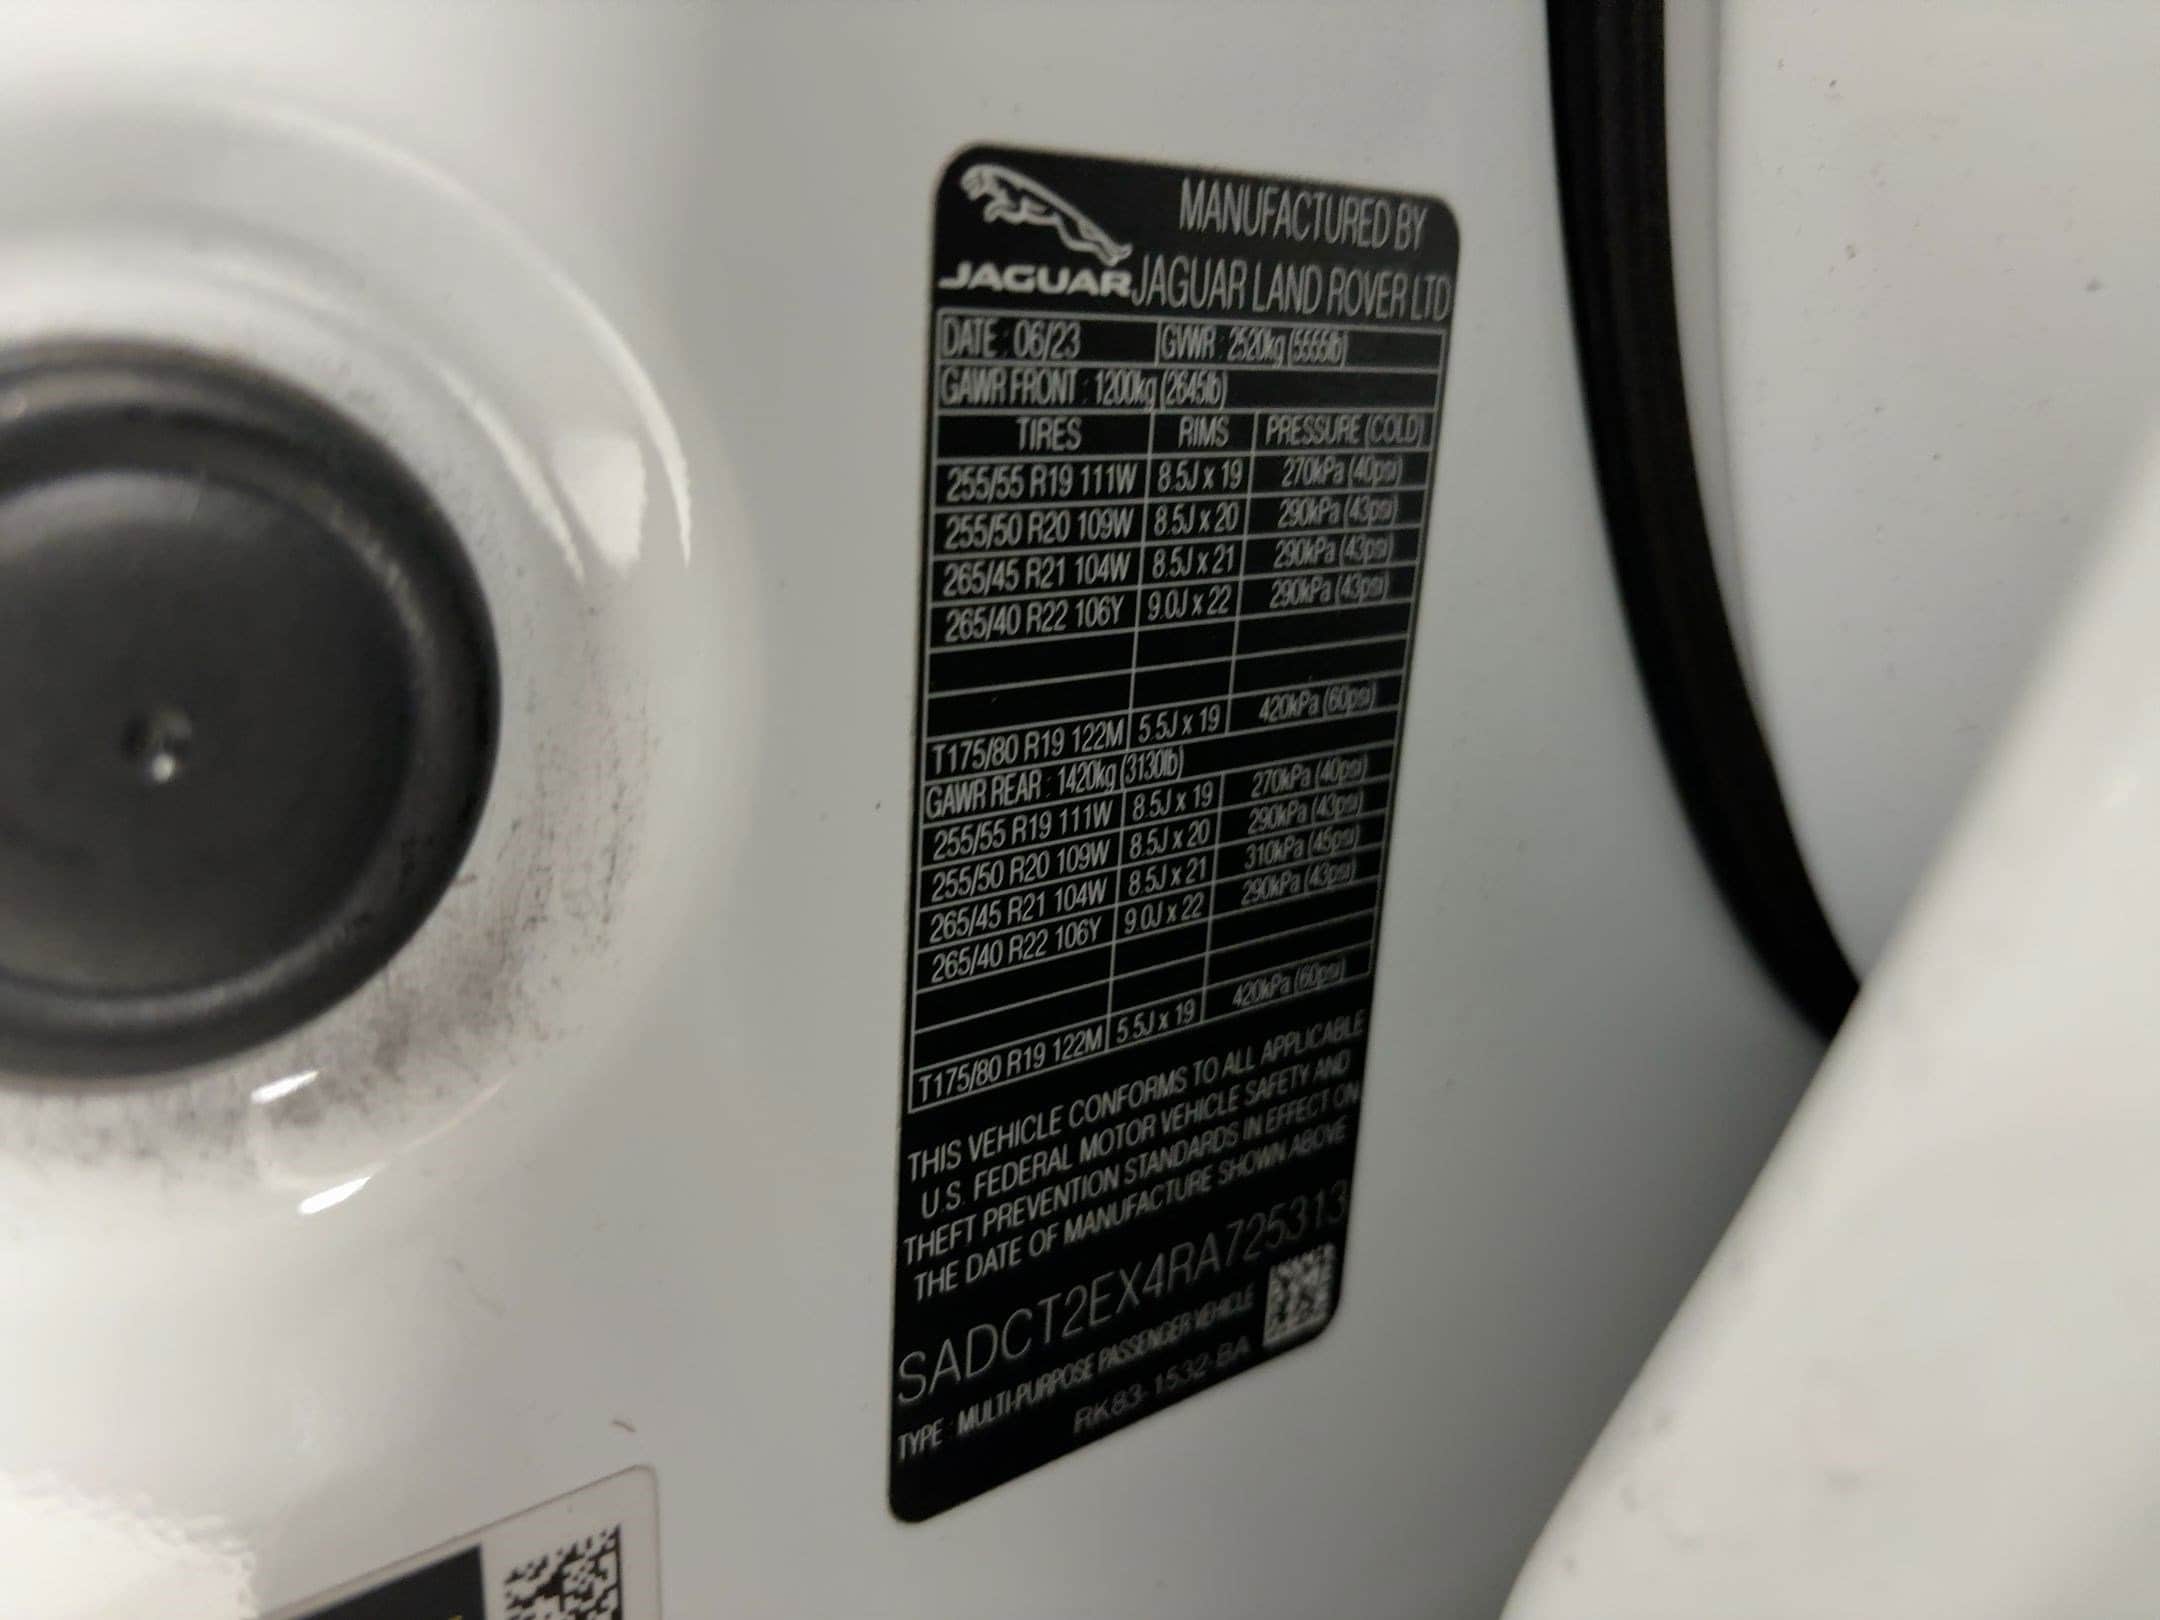 JAGUAR
MANUFACTURED BY
JAGUAR LAND ROVER LTD
DATE : 06/23 GVWR : 2520kg (5555lb)
GAWR FRONT : 1200kg (2645lb)
TIRES RIMS PRESSURE (COLD)
255/55 R19 111W 8.5J x 19 270kPa (40psi)
255/50 R20 109W 8.5J x 20 290kPa (43psi)
265/45 R21 104W 8.5J x 21 290kPa (43psi)
265/40 R22 106Y 9.0J x 22 290kPa (43psi)
T175/80 R19 122M 5.5J x 19 420kPa (60psi)
GAWR REAR : 1420kg (3130lb)
255/55 R19 111W 8.5J x 19 270kPa (40psi)
255/50 R20 109W 8.5J x 20 290kPa (43psi)
265/45 R21 104W 8.5J x 21 310kPa (45psi)
265/40 R22 106Y 9.0J x 22 290kPa (43psi)
T175/80 R19 122M 5.5J x 19 420kPa (60psi)
THIS VEHICLE CONFORMS TO ALL APPLICABLE
U.S. FEDERAL MOTOR VEHICLE SAFETY AND
THEFT PREVENTION STANDARDS IN EFFECT ON
THE DATE OF MANUFACTURE SHOWN ABOVE
SADCT2EX4RA725313
TYPE : MULTI-PURPOSE PASSENGER VEHICLE
RK83-1532-BA